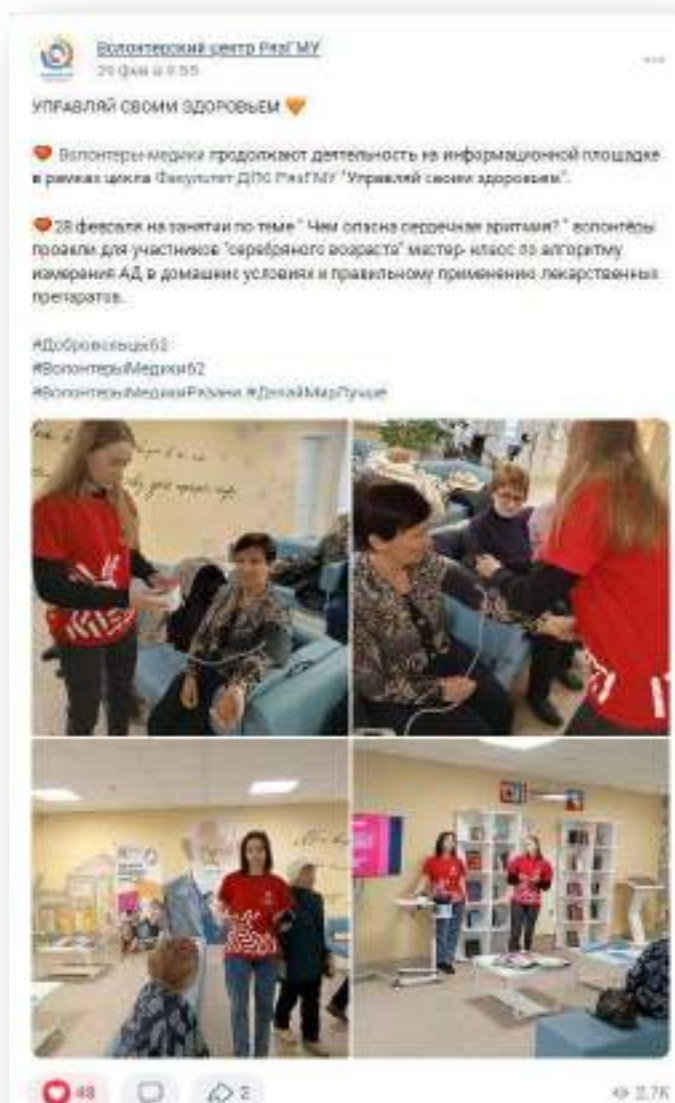 Волонтерский центр РязГМУ
29 фев в 9:55
УПРАВЛЯЙ СВОИМ ЗДОРОВЬЕМ 🧡
Волонтеры-медики продолжают деятельность на информационной площадке
в рамках цикла Факультет ДПО РязГМУ "Управляй своим здоровьем".
28 февраля на занятии по теме " Чем опасна сердечная аритмия? " волонтёры
провели для участников "серебряного возраста" мастер- класс по алгоритму
измерения АД в домашних условиях и правильному применению лекарственных
препаратов.
#Добровольцы62
#ВолонтерыМедики62
#ВолонтерыМедикиРязани #ДелайМирЛучше
48
2
2,7K